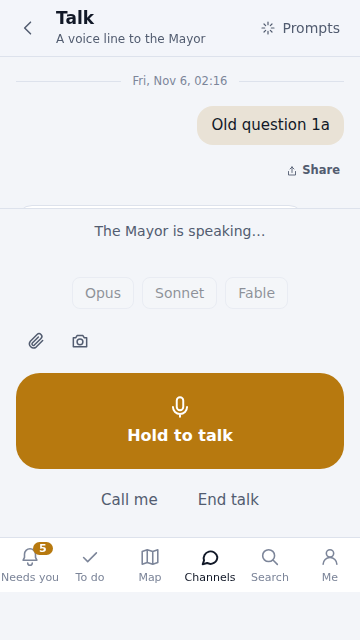 Talk
A voice line to the Mayor
Prompts
Fri, Nov 6, 02:16
Old question 1a
Share
The Mayor is speaking…
Opus Sonnet Fable
Hold to talk
Call me End talk
5
Needs you To do Map Channels Search Me